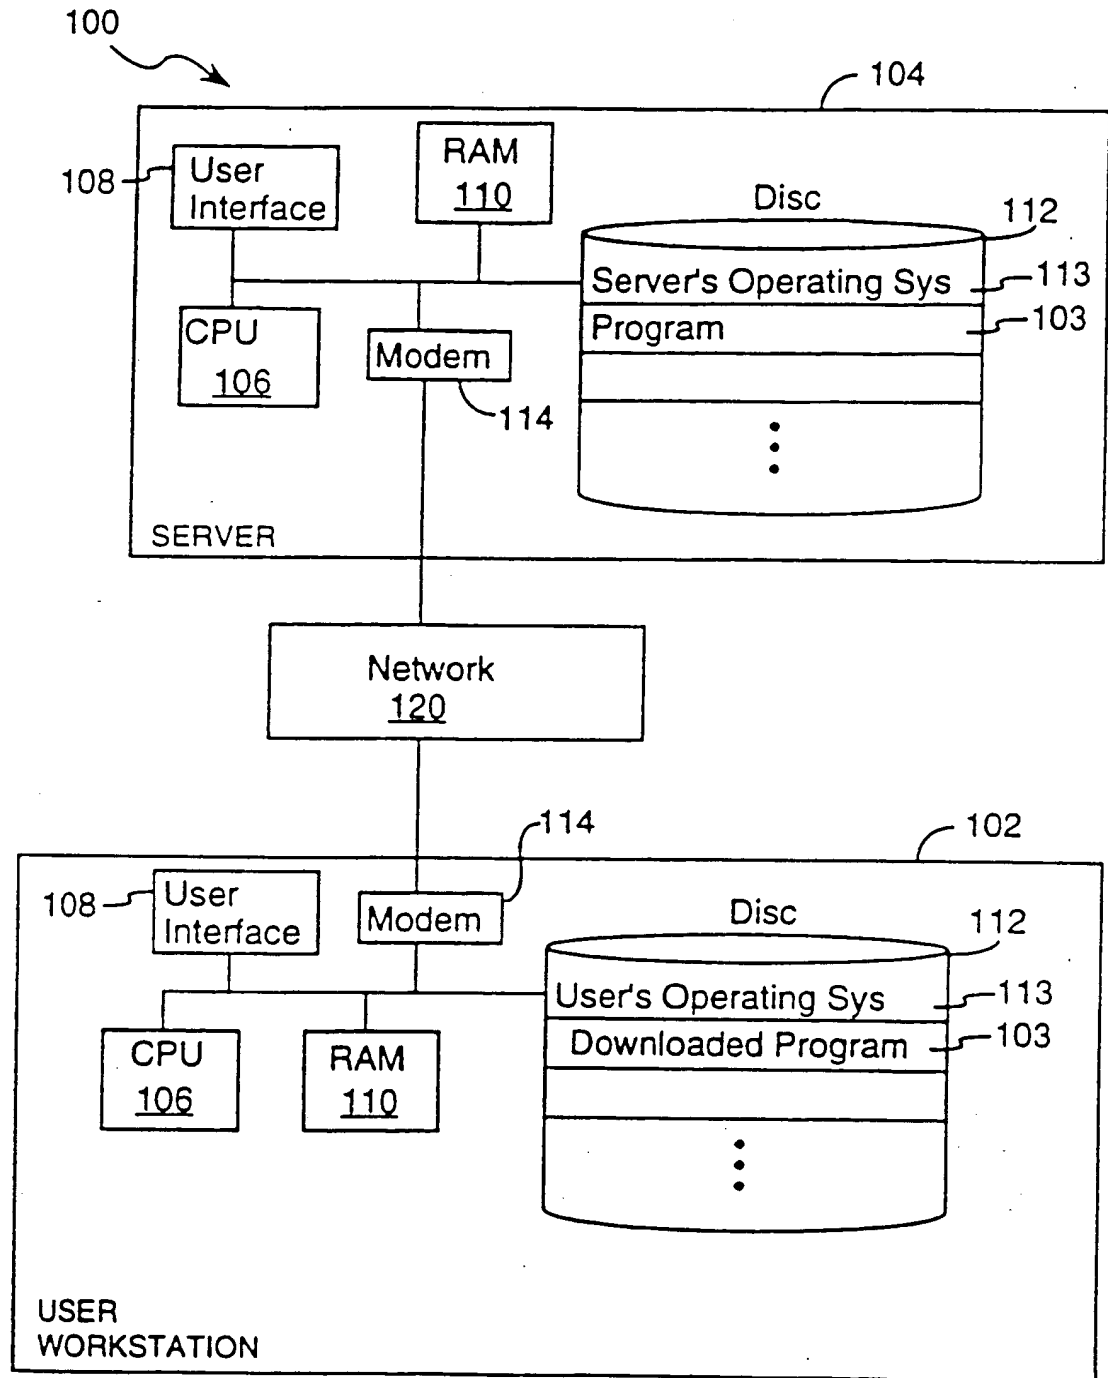 100
104
108
User
Interface
RAM
110
Disc
112
Server's Operating Sys
113
Program
103
CPU
106
Modem
114
SERVER
Network
120
114
102
108
User
Interface
Modem
Disc
112
User's Operating Sys
113
Downloaded Program
103
CPU
106
RAM
110
USER
WORKSTATION